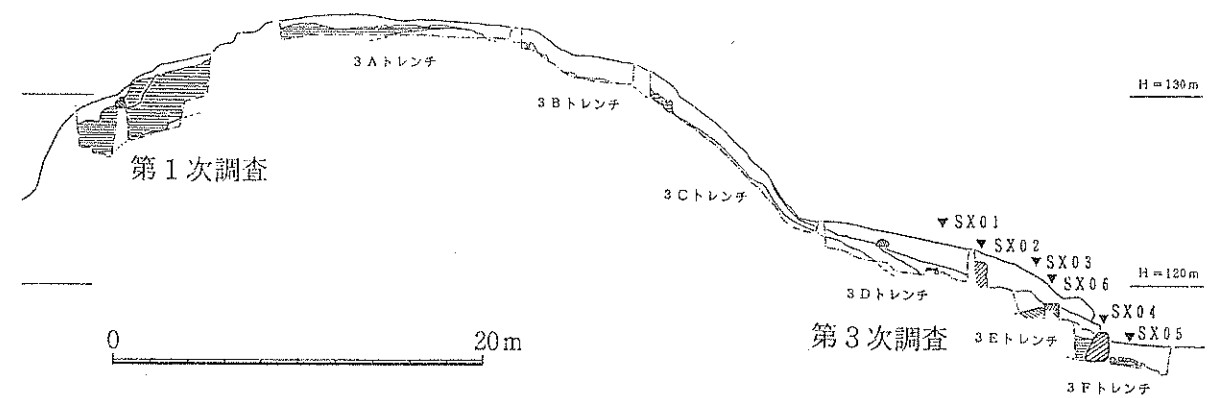 3Aトレンチ
H=130m
3Bトレンチ
第1次調査
3Cトレンチ
SX01
SX02
SX03
SX06
H=120m
3Dトレンチ
SX04
第3次調査
3Eトレンチ
SX05
0 20m
3Fトレンチ